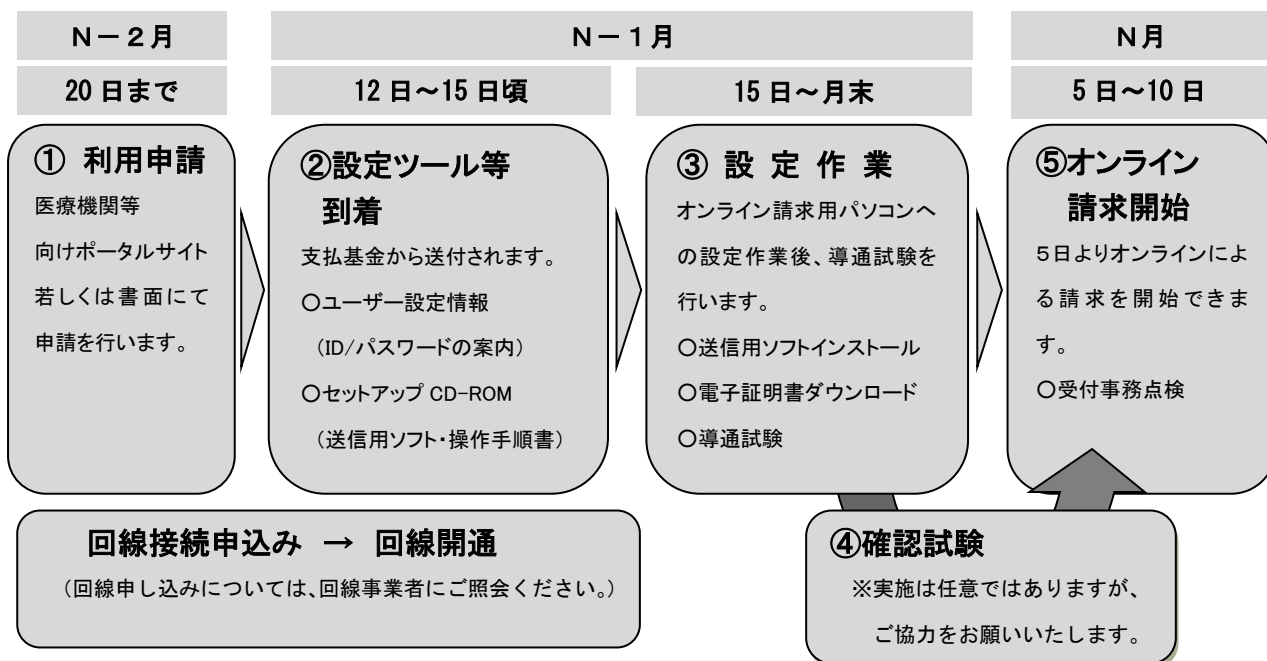 N－２月
N－１月
N月
20日まで
12日～15日頃
15日～月末
5日～10日
① 利用申請
医療機関等
向けポータルサイト
若しくは書面にて
申請を行います。
②設定ツール等
到着
支払基金から送付されます。
○ユーザー設定情報
（ID/パスワードの案内）
○セットアップ CD-ROM
（送信用ソフト・操作手順書）
③ 設 定 作 業
オンライン請求用パソコンへ
の設定作業後、導通試験を
行います。
○送信用ソフトインストール
○電子証明書ダウンロード
○導通試験
⑤オンライン
請求開始
５日よりオンラインによ
る請求を開始できま
す。
○受付事務点検
回線接続申込み → 回線開通
（回線申し込みについては、回線事業者にご照会ください。）
④確認試験
※実施は任意ではありますが、
ご協力をお願いいたします。